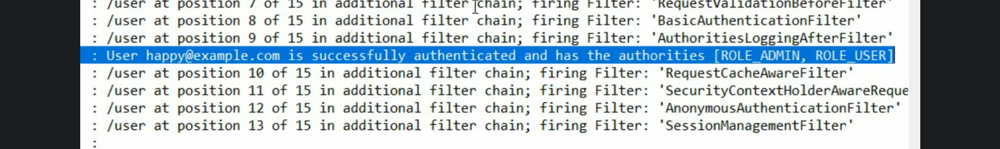 : /user at position 7 of 15 in additional filter chain; firing Filter: 'RequestValidationBeforeFilter'
: /user at position 8 of 15 in additional filter chain; firing Filter: 'BasicAuthenticationFilter'
: /user at position 9 of 15 in additional filter chain; firing Filter: 'AuthoritiesLoggingAfterFilter'
: User happy@example.com is successfully authenticated and has the authorities [ROLE_ADMIN, ROLE_USER]
: /user at position 10 of 15 in additional filter chain; firing Filter: 'RequestCacheAwareFilter'
: /user at position 11 of 15 in additional filter chain; firing Filter: 'SecurityContextHolderAwareReque
: /user at position 12 of 15 in additional filter chain; firing Filter: 'AnonymousAuthenticationFilter'
: /user at position 13 of 15 in additional filter chain; firing Filter: 'SessionManagementFilter'
: